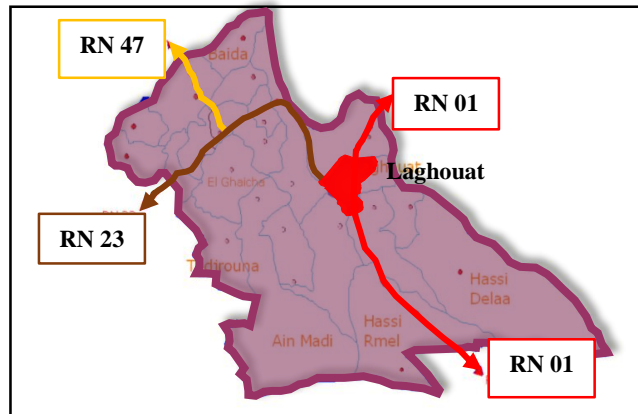 RN 47
Baida
RN 01
Laghouat
El Ghaicha
RN 23
Tadjrouna
Hassi
Delaa
Hassi
Rmel
Ain Madi
RN 01